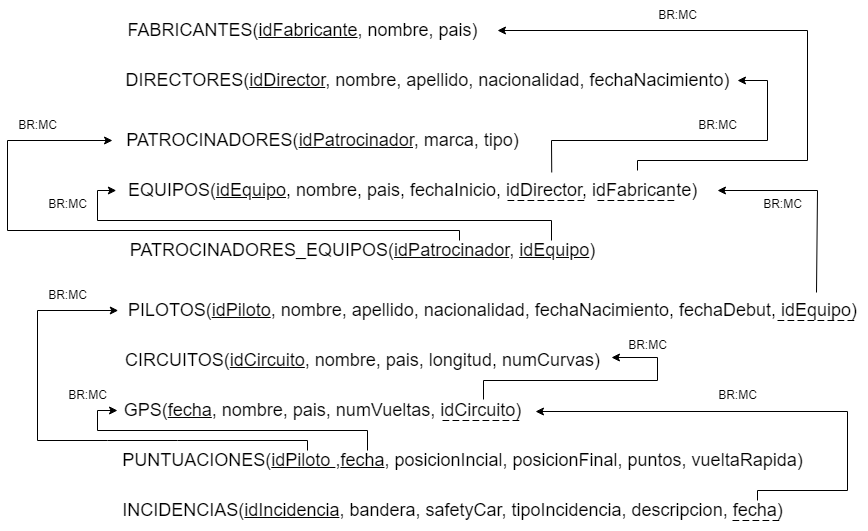 BR:MC
FABRICANTES(idFabricante, nombre, pais)
DIRECTORES(idDirector, nombre, apellido, nacionalidad, fechaNacimiento)
BR:MC
BR:MC
PATROCINADORES(idPatrocinador, marca, tipo)
EQUIPOS(idEquipo, nombre, pais, fechaInicio, idDirector, idFabricante)
BR:MC
BR:MC
PATROCINADORES_EQUIPOS(idPatrocinador, idEquipo)
BR:MC
PILOTOS(idPiloto, nombre, apellido, nacionalidad, fechaNacimiento, fechaDebut, idEquipo)
BR:MC
CIRCUITOS(idCircuito, nombre, pais, longitud, numCurvas)
BR:MC
BR:MC
GPS(fecha, nombre, pais, numVueltas, idCircuito)
PUNTUACIONES(idPiloto ,fecha, posicionIncial, posicionFinal, puntos, vueltaRapida)
INCIDENCIAS(idIncidencia, bandera, safetyCar, tipoIncidencia, descripcion, fecha)